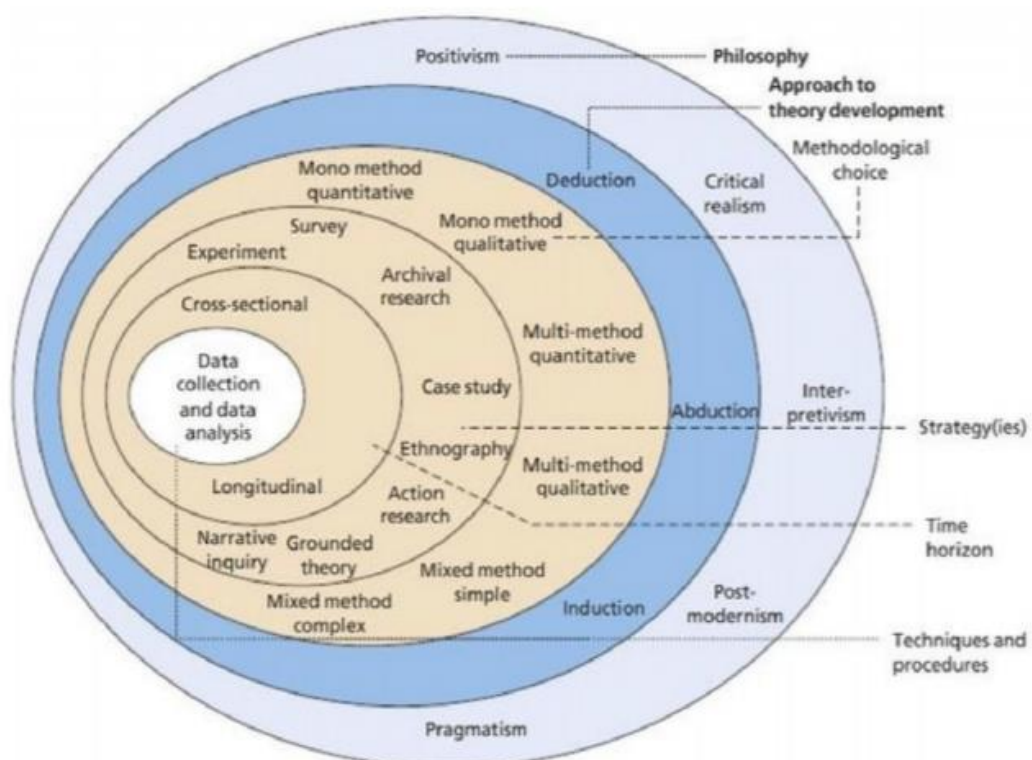 Positivism
Philosophy
Approach to
theory development
Methodological
choice
Mono method
quantitative
Deduction
Critical
realism
Survey
Mono method
qualitative
Experiment
Archival
research
Cross-sectional
Multi-method
quantitative
Data
collection
and data
analysis
Case study
Abduction
Inter-
pretivism
Strategy(ies)
Ethnography
Multi-method
qualitative
Longitudinal
Action
research
Time
horizon
Narrative
inquiry
Grounded
theory
Mixed method
simple
Mixed method
complex
Induction
Post-
modernism
Techniques and
procedures
Pragmatism